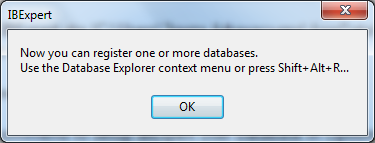 IBExpert
Now you can register one or more databases.
Use the Database Explorer context menu or press Shift+Alt+R...
OK